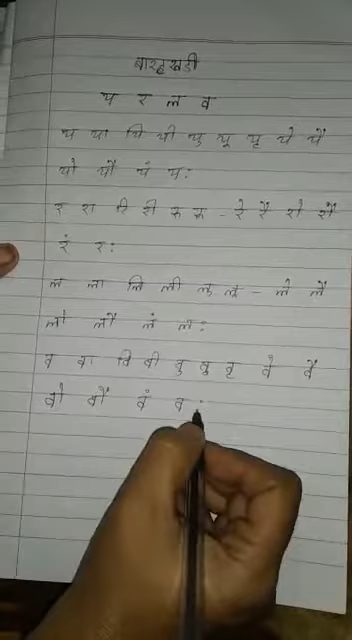 बारहखडी
य र ल व
य या यि यी यु यू यृ ये यै
यो यौ यं यः
र रा रि री रु रू - रे रै रो रौ
रं रः
ल ला लि ली लु लू - ले लै
लो लौ लं लः
व वा वि वी वु वू वृ वे वै
वो वौ वं वः